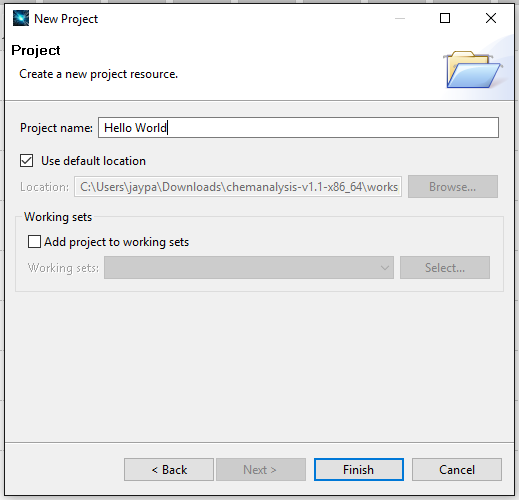 New Project
Project
Create a new project resource.
Project name: Hello World
Use default location
Location: C:\Users\jaypa\Downloads\chemanalysis-v1.1-x86_64\works Browse...
Working sets
Add project to working sets
Working sets: Select...
< Back Next > Finish Cancel